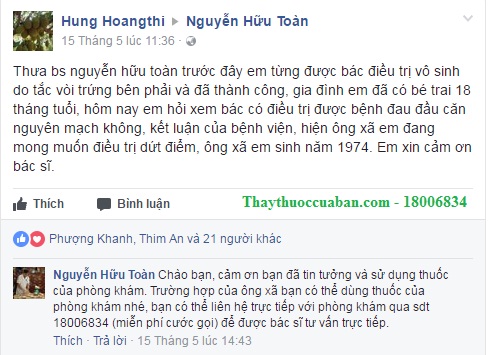 Hung Hoangthi ▸ Nguyễn Hữu Toàn
15 Tháng 5 lúc 11:36 ·
Thưa bs nguyễn hữu toàn trước đây em từng được bác điều trị vô sinh
do tắc vòi trứng bên phải và đã thành công, gia đình em đã có bé trai 18
tháng tuổi, hôm nay em hỏi xem bác có điều trị được bệnh đau đầu căn
nguyên mạch không, kết luận của bệnh viện, hiện ông xã em đang
mong muốn điều trị dứt điểm, ông xã em sinh năm 1974. Em xin cảm ơn
bác sĩ.
Thích Bình luận Thaythuoccuaban.com - 18006834
Phượng Khanh, Thim An và 21 người khác
Nguyễn Hữu Toàn Chào bạn, cảm ơn bạn đã tin tưởng và sử dụng thuốc
của phòng khám. Trường hợp của ông xã bạn có thể dùng thuốc của
phòng khám nhé, bạn có thể liên hệ trực tiếp với phòng khám qua sdt
18006834 (miễn phí cước gọi) để được bác sĩ tư vấn trực tiếp.
Thích · Trả lời · 15 Tháng 5 lúc 14:43